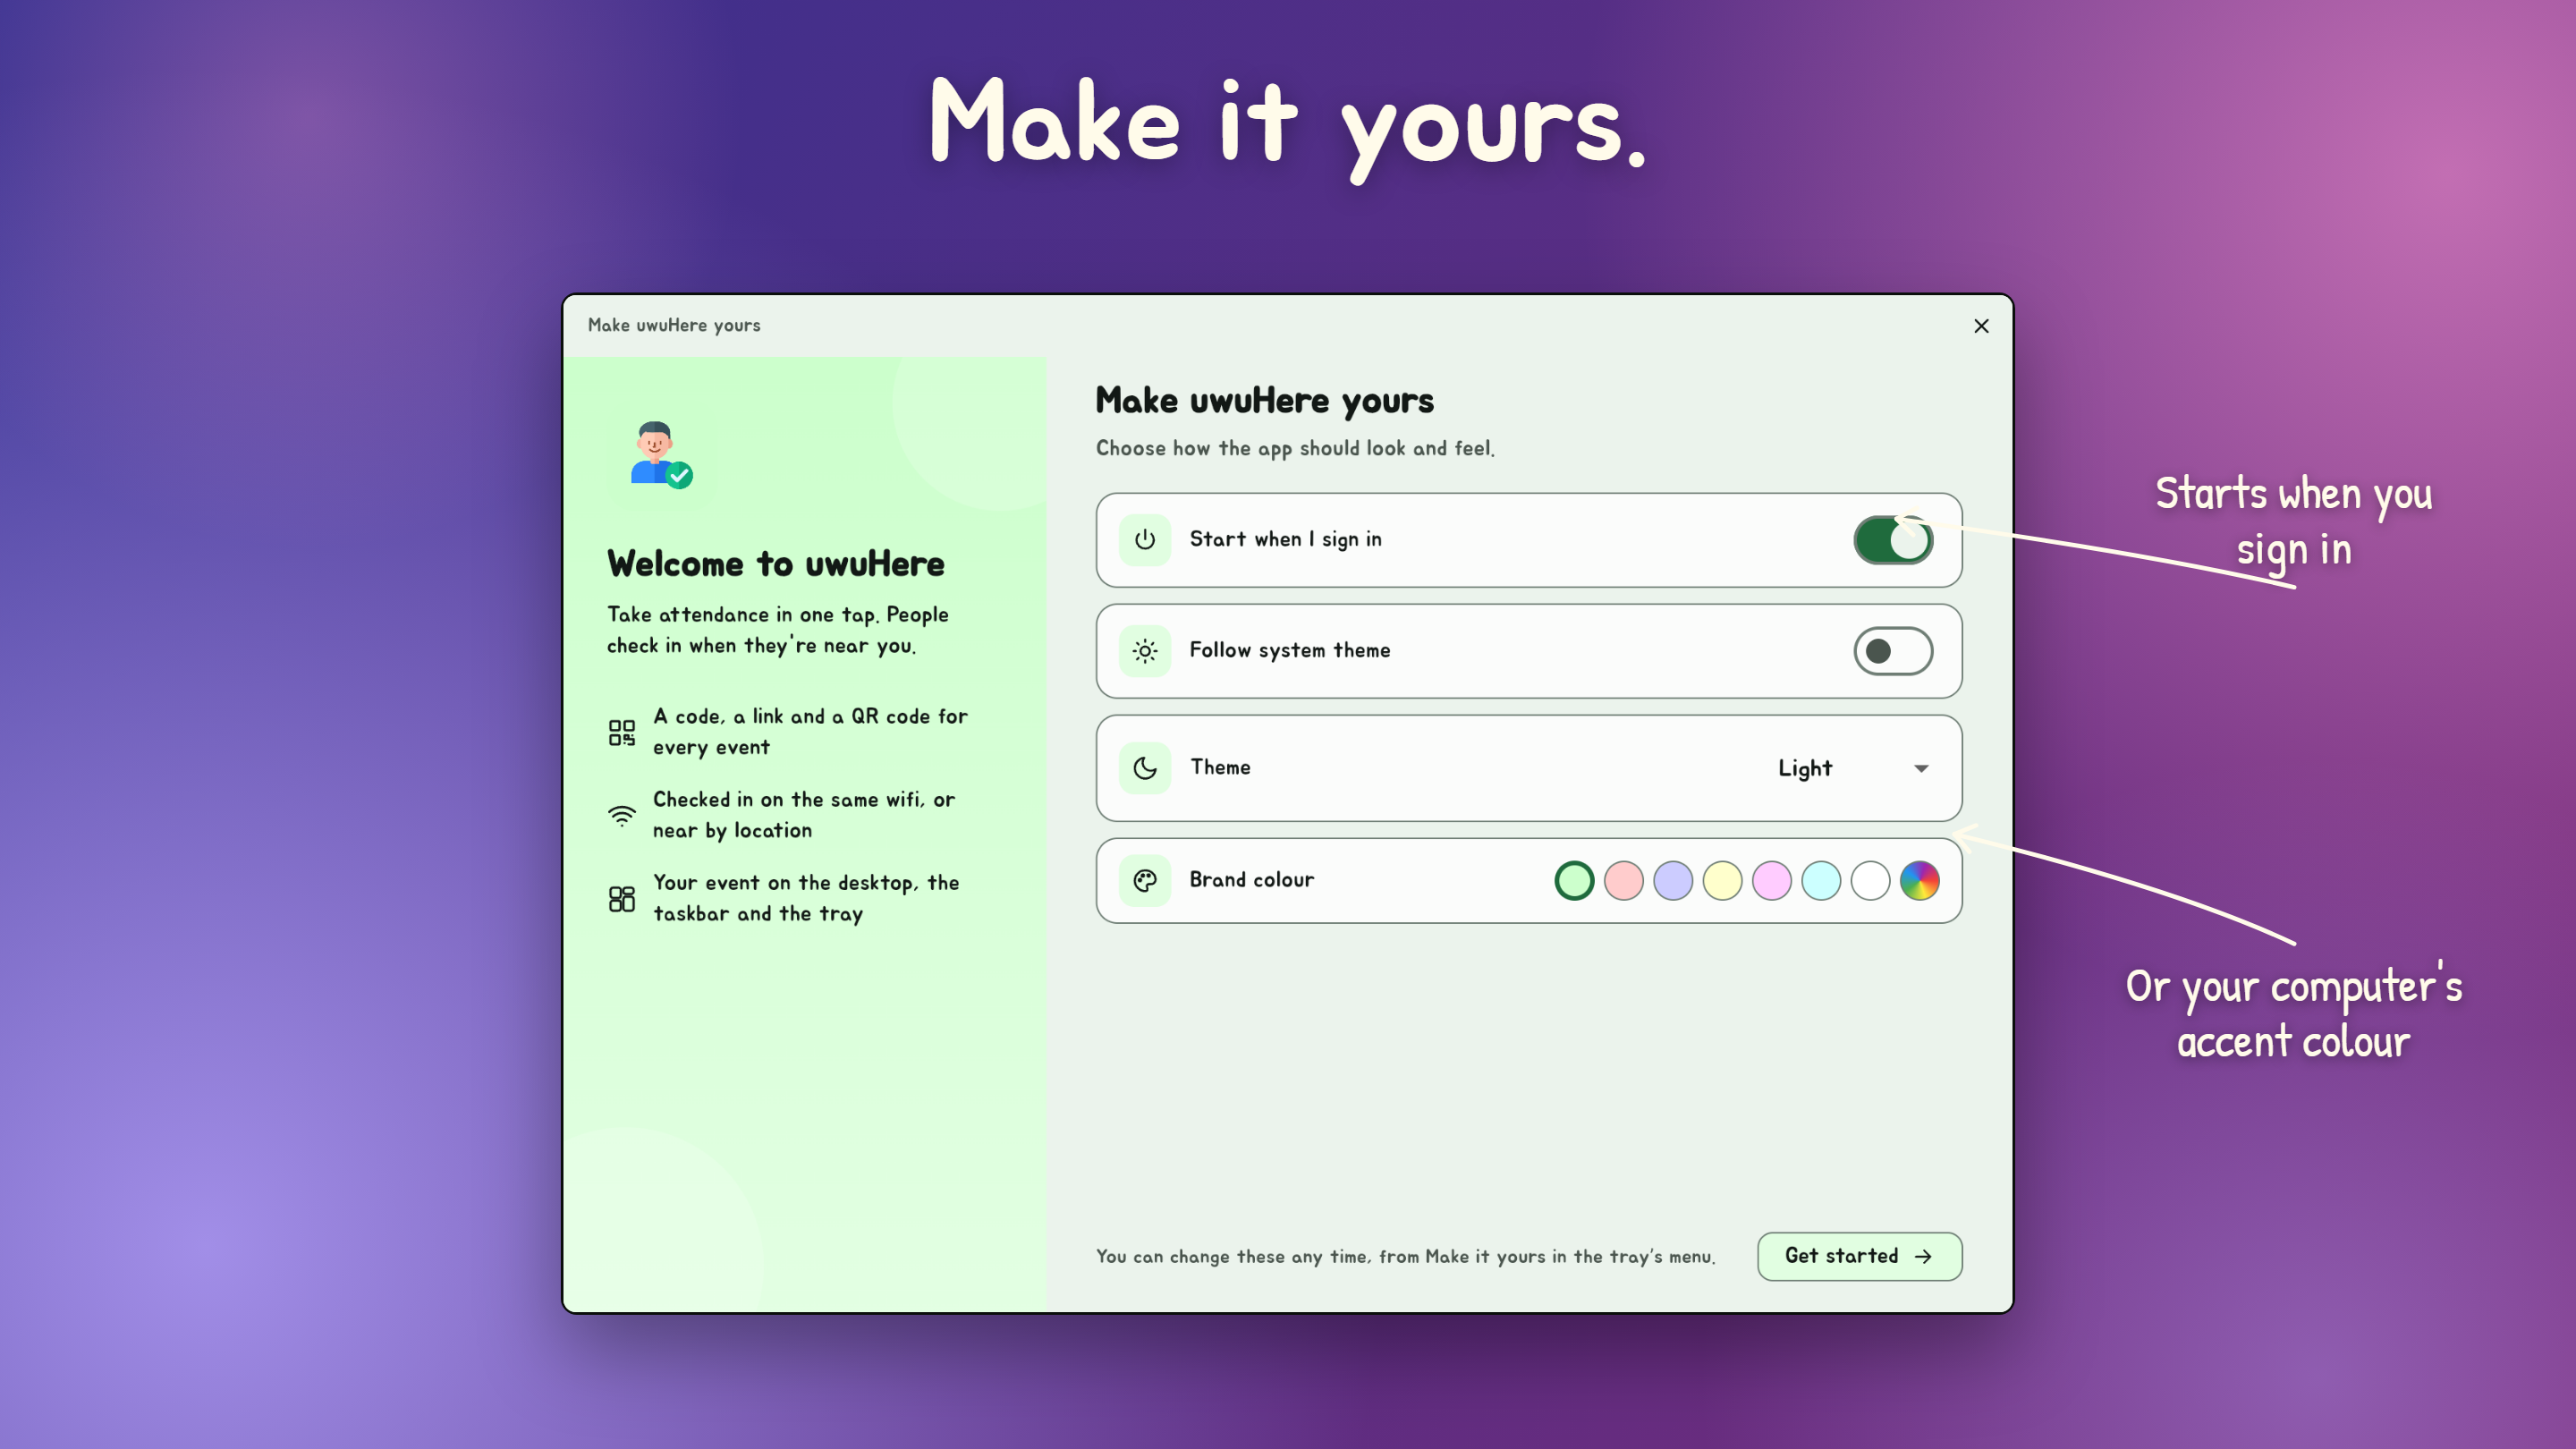 Make it yours.
Make uwuHere yours
Welcome to uwuHere
Take attendance in one tap. People
check in when they're near you.
A code, a link and a QR code for
every event
Checked in on the same wifi, or
near by location
Your event on the desktop, the
taskbar and the tray
Make uwuHere yours
Choose how the app should look and feel.
Start when I sign in
Follow system theme
Theme
Light
Brand colour
You can change these any time, from Make it yours in the tray's menu.
Get started
Starts when you
sign in
Or your computer's
accent colour